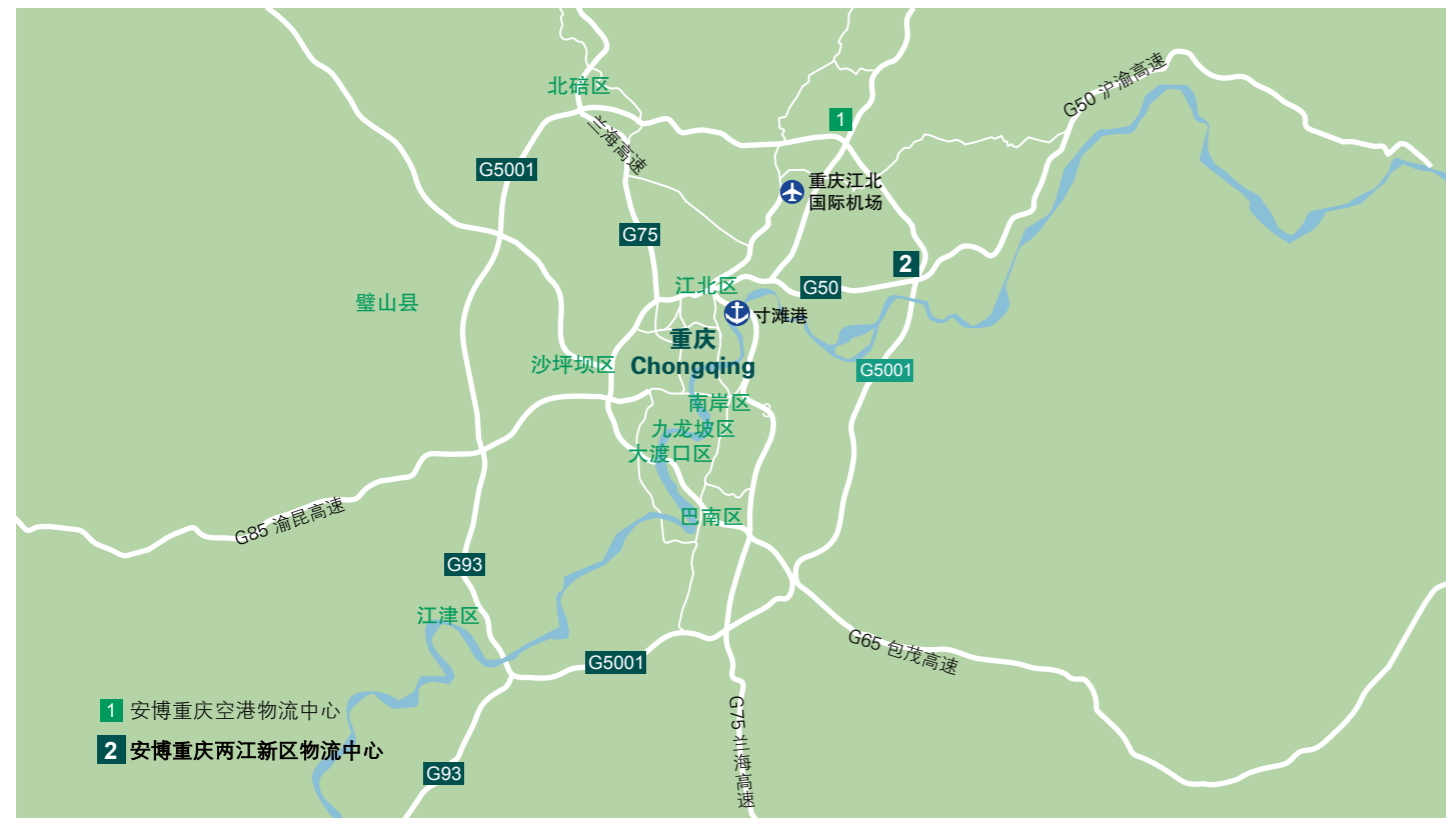 北碚区
G50 沪渝高速
1
兰海高速
G5001
重庆江北
国际机场
G75
2
江北区
G50
璧山县
寸滩港
重庆
Chongqing
沙坪坝区
G5001
南岸区
九龙坡区
大渡口区
巴南区
G85 渝昆高速
G93
江津区
G65 包茂高速
G5001
1 安博重庆空港物流中心
G75 兰海高速
2 安博重庆两江新区物流中心
G93